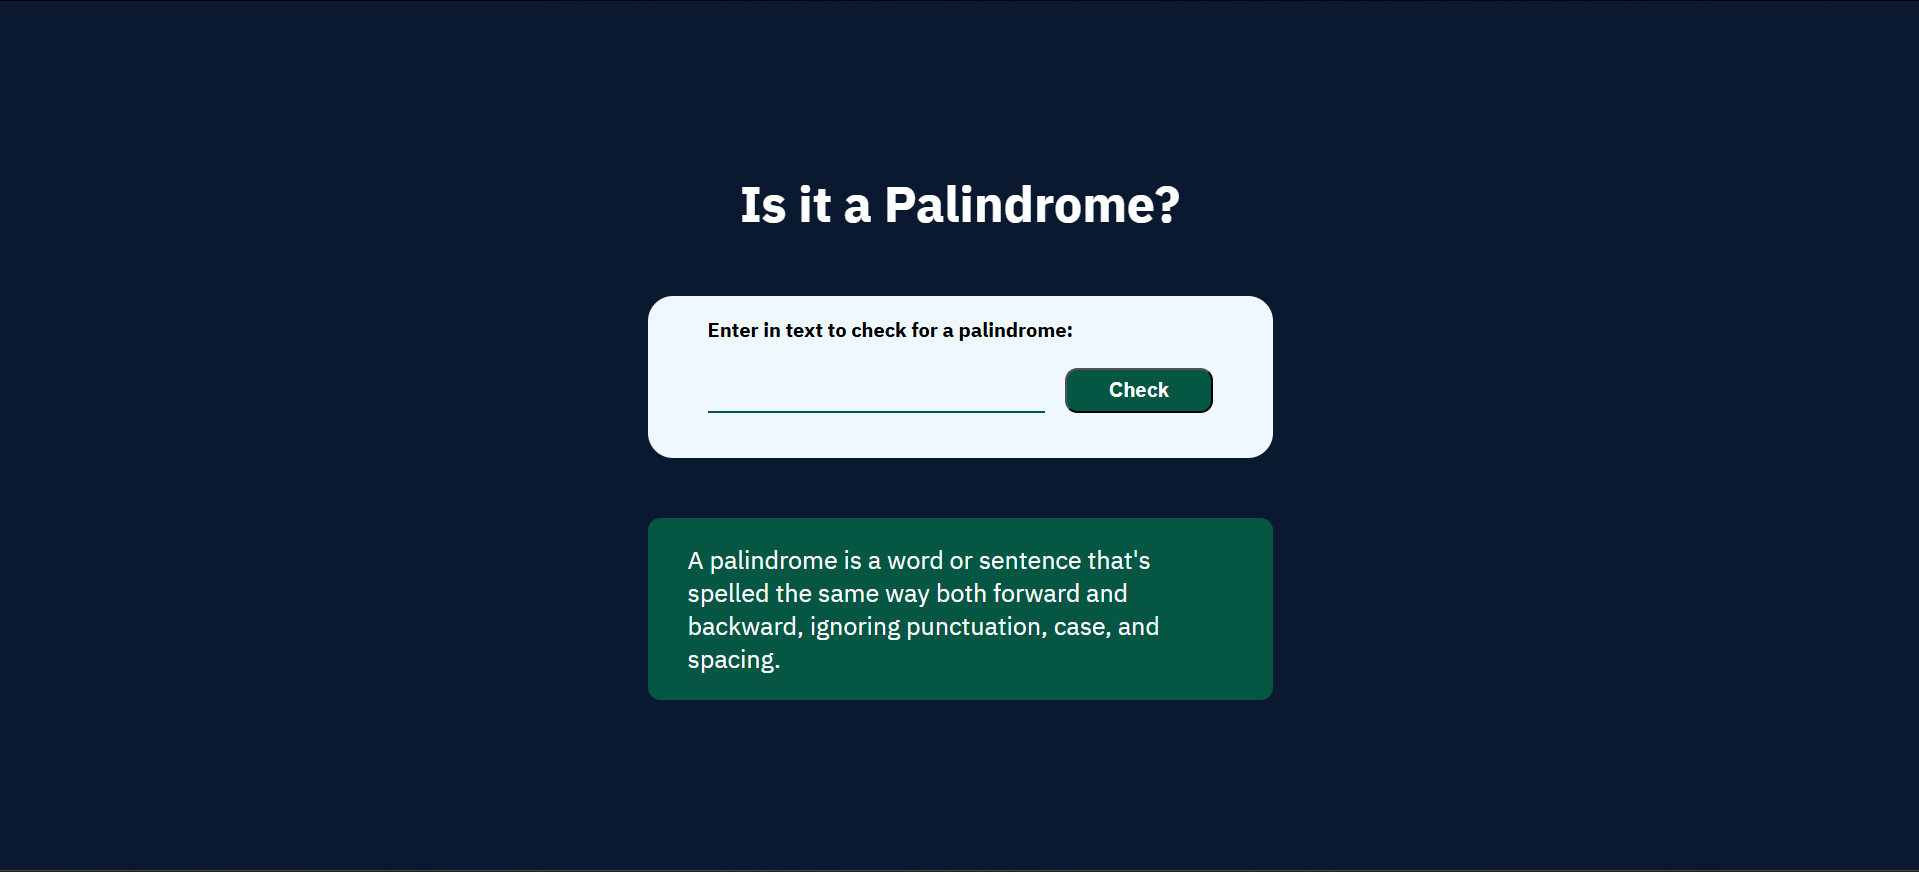 Is it a Palindrome?
Enter in text to check for a palindrome:
Check
A palindrome is a word or sentence that's
spelled the same way both forward and
backward, ignoring punctuation, case, and
spacing.